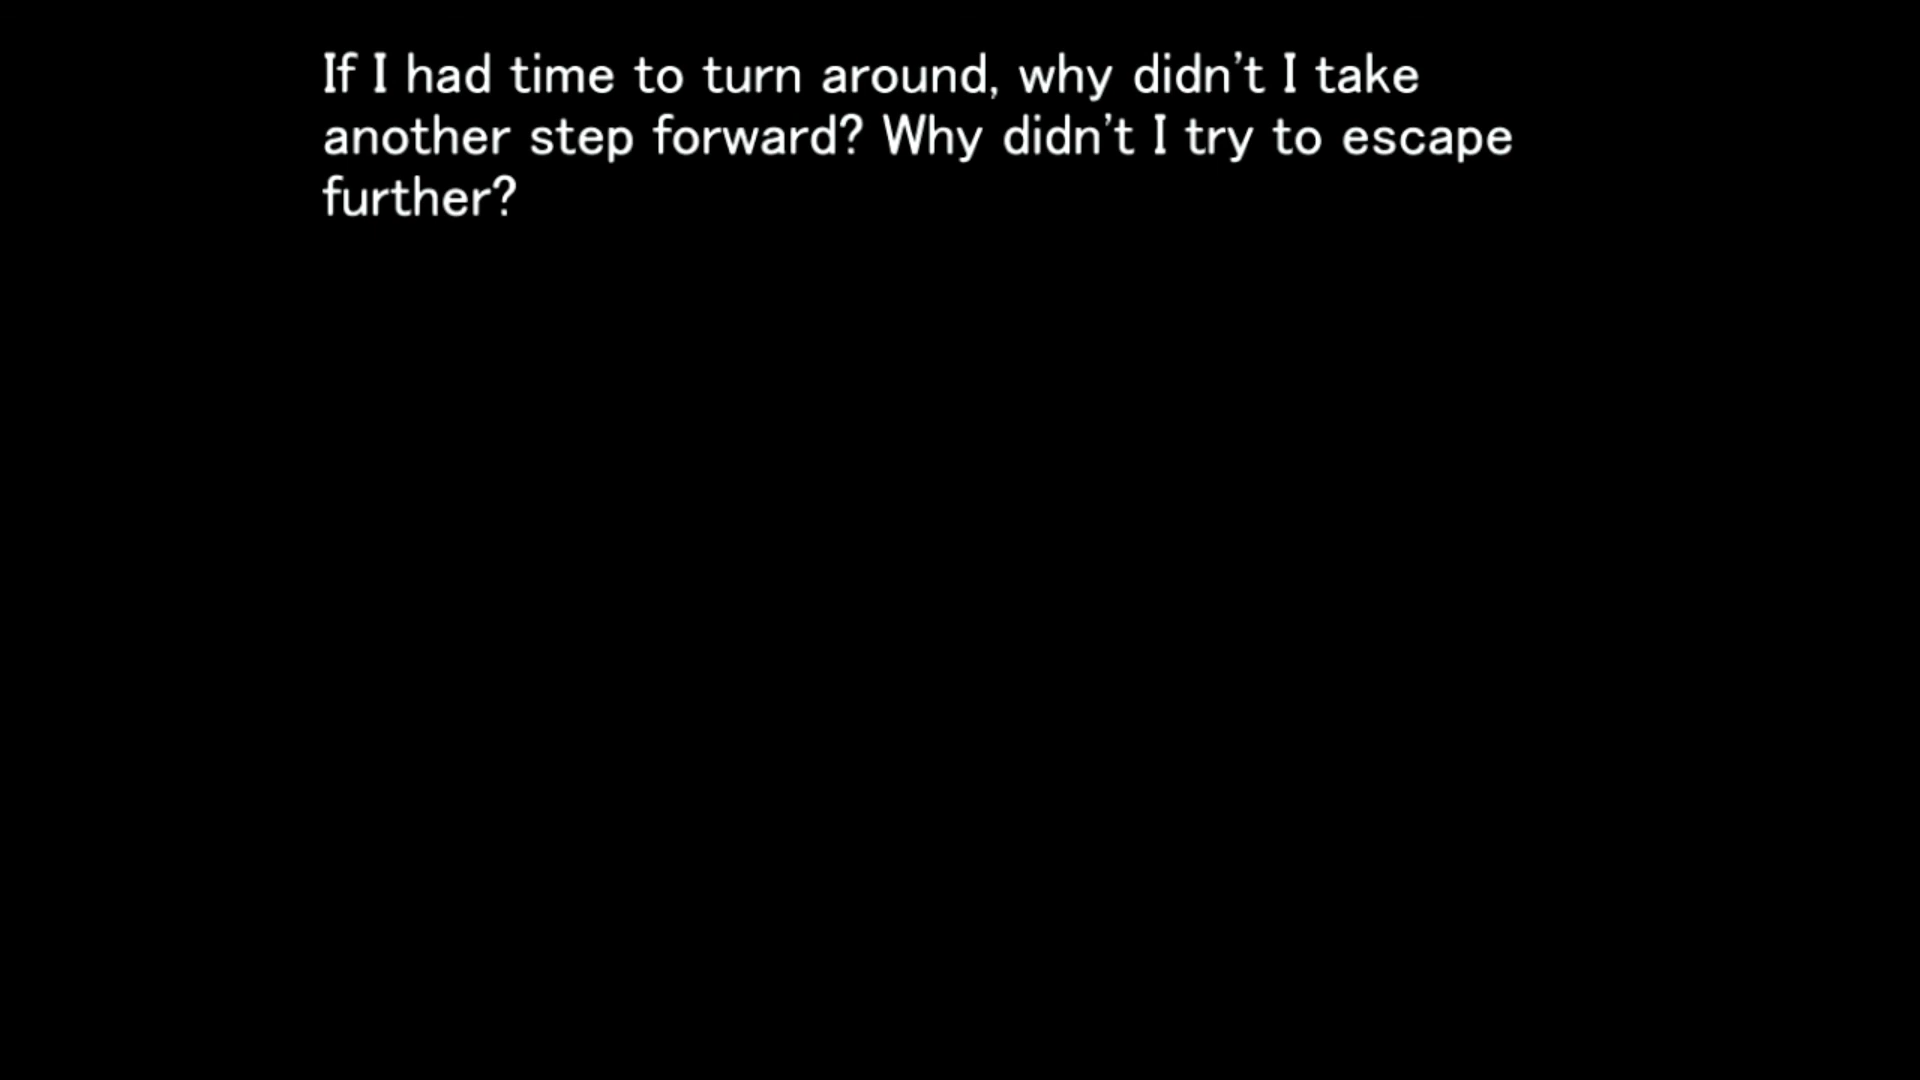 If I had time to turn around, why didn't I take
another step forward? Why didn't I try to escape
further?